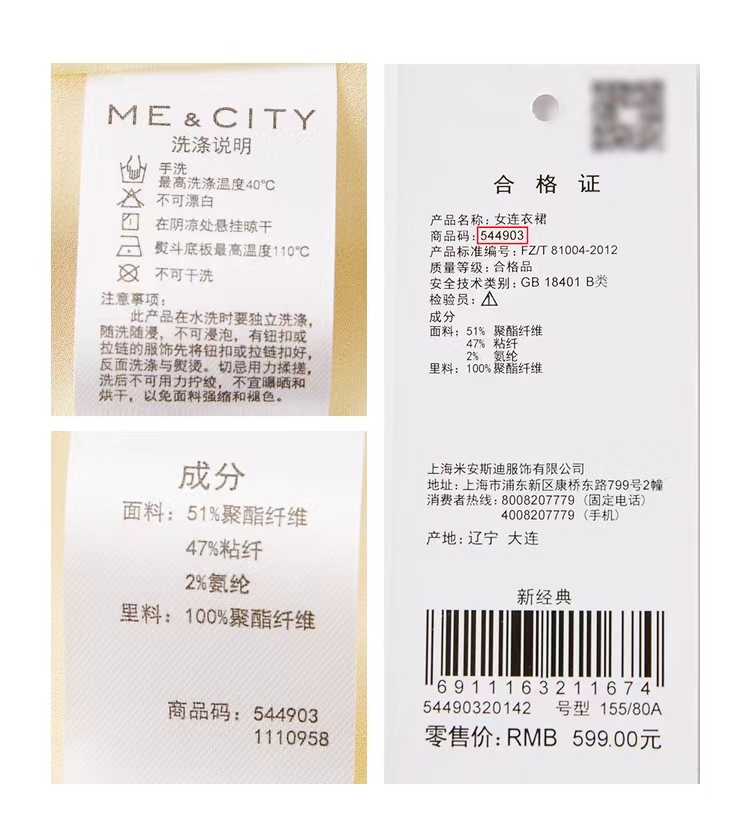 ME & CITY
洗涤说明
手洗
最高洗涤温度40℃
不可漂白
在阴凉处悬挂晾干
熨斗底板最高温度110℃
不可干洗
注意事项:
此产品在水洗时要独立洗涤,
随洗随浸，不可浸泡，有钮扣或
拉链的服饰先将钮扣或拉链扣好,
反面洗涤与熨烫。切忌用力揉搓,
洗后不可用力拧绞，不宜曝晒和
烘干，以免面料强缩和褪色。
成分
面料：51%聚酯纤维
47%粘纤
2%氨纶
里料：100%聚酯纤维
商品码：544903
1110958
合格证
产品名称：女连衣裙
商品码：544903
产品标准编号：FZ/T 81004-2012
质量等级：合格品
安全技术类别：GB 18401 B类
检验员：
成分
面料：51% 聚酯纤维
47% 粘纤
2% 氨纶
里料：100%聚酯纤维
上海米安斯迪服饰有限公司
地址：上海市浦东新区康桥东路799号2幢
消费者热线：8008207779（固定电话）
4008207779（手机）
产地：辽宁 大连
新经典
6911163211674
54490320142 号型 155/80A
零售价：RMB 599.00元